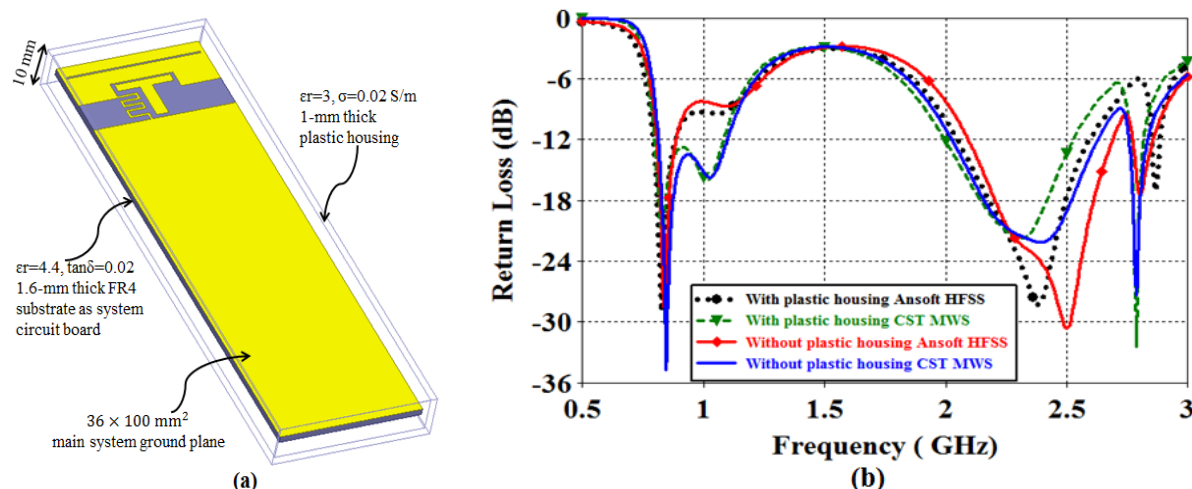 10 mm
εr=3, σ=0.02 S/m
1-mm thick
plastic housing
εr=4.4, tanδ=0.02
1.6-mm thick FR4
substrate as system
circuit board
36 × 100 mm²
main system ground plane
(a)
Return Loss (dB)
0
-6
-12
-18
-24
-30
-36
With plastic housing Ansoft HFSS
With plastic housing CST MWS
Without plastic housing Ansoft HFSS
Without plastic housing CST MWS
0.5 1 1.5 2 2.5 3
Frequency ( GHz)
(b)